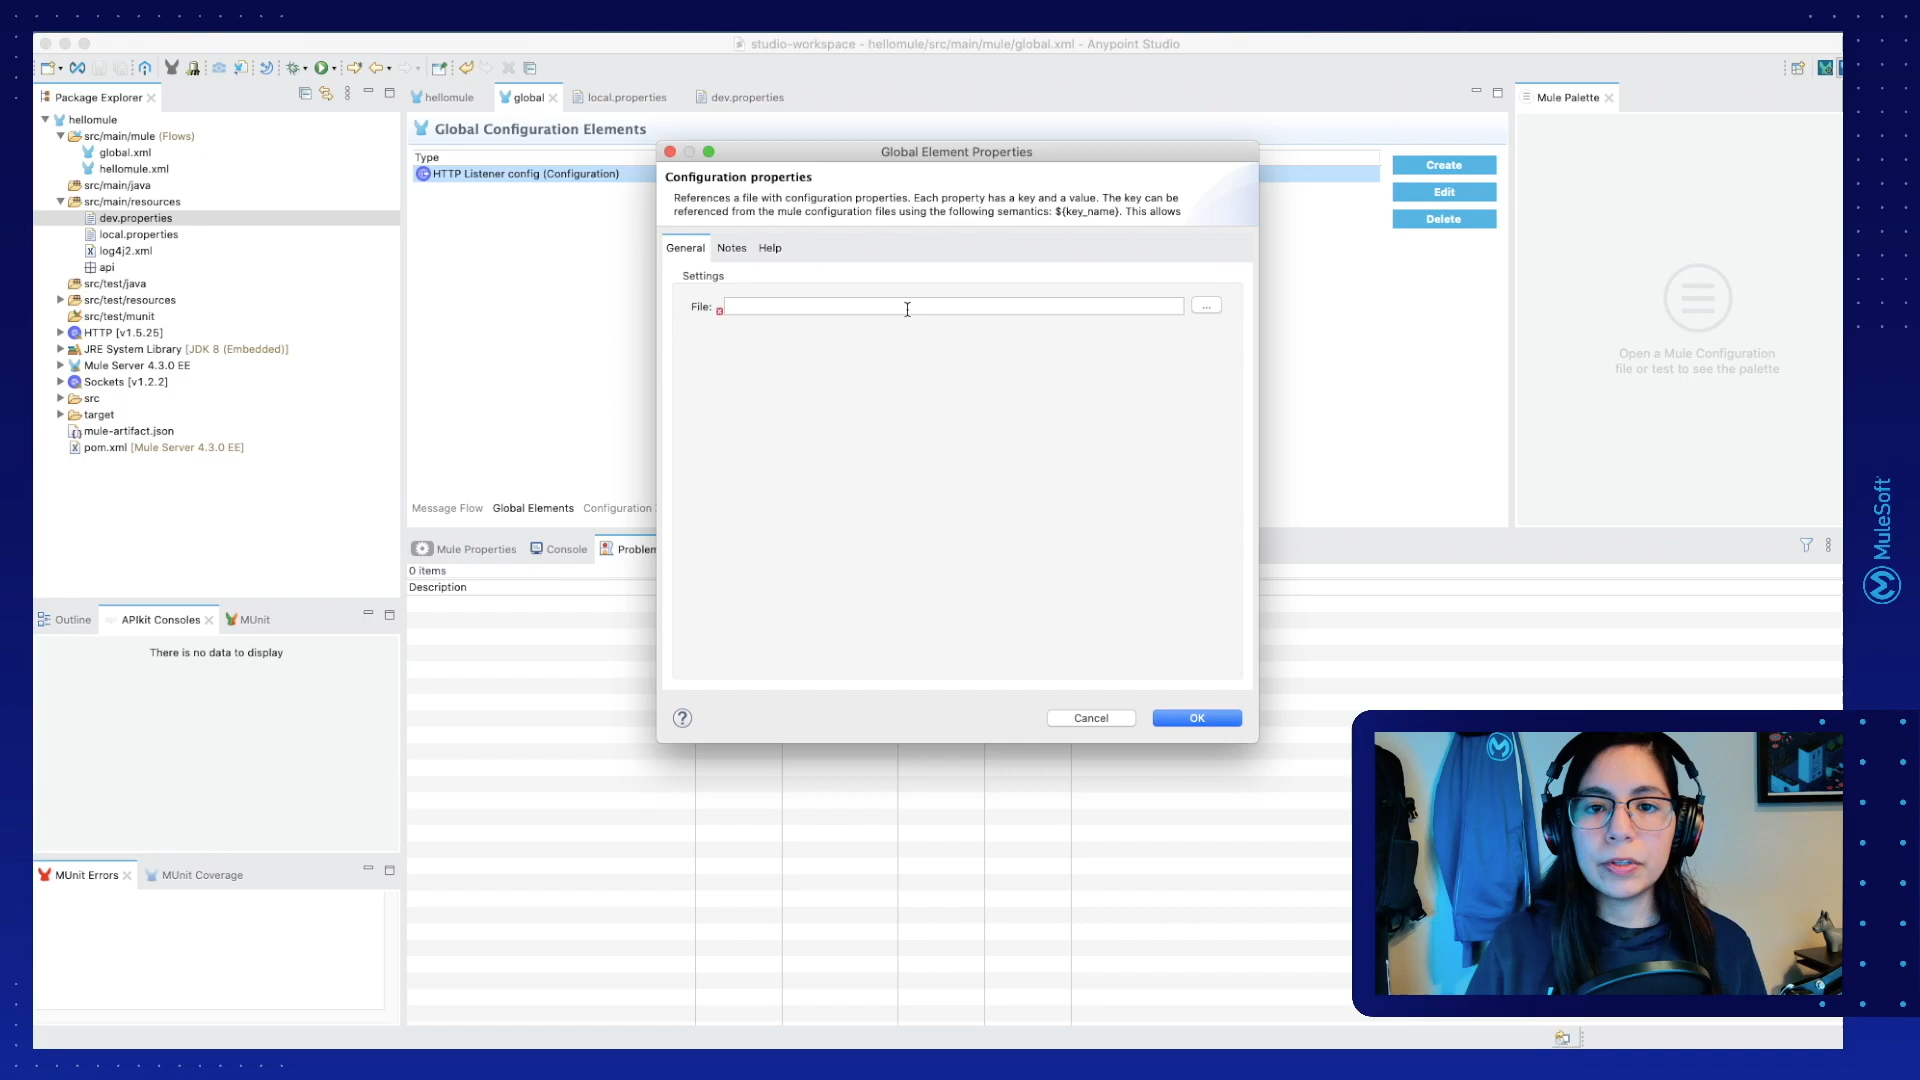 studio-workspace - hellomule/src/main/mule/global.xml - Anypoint Studio
Package Explorer
hellomule
global
local.properties
dev.properties
Mule Palette
hellomule
src/main/mule (Flows)
global.xml
hellomule.xml
src/main/java
src/main/resources
dev.properties
local.properties
log4j2.xml
api
src/test/java
src/test/resources
src/test/munit
HTTP [v1.5.25]
JRE System Library [JDK 8 (Embedded)]
Mule Server 4.3.0 EE
Sockets [v1.2.2]
src
target
mule-artifact.json
pom.xml [Mule Server 4.3.0 EE]
Global Configuration Elements
Type
HTTP Listener config (Configuration)
Create
Edit
Delete
Global Element Properties
Configuration properties
References a file with configuration properties. Each property has a key and a value. The key can be
referenced from the mule configuration files using the following semantics: ${key_name}. This allows
General
Notes
Help
Settings
File:
...
Cancel
OK
Open a Mule Configuration
file or test to see the palette
Message Flow
Global Elements
Configuration
Mule Properties
Console
Problem
0 items
Description
Outline
APIkit Consoles
MUnit
There is no data to display
MUnit Errors
MUnit Coverage
MuleSoft